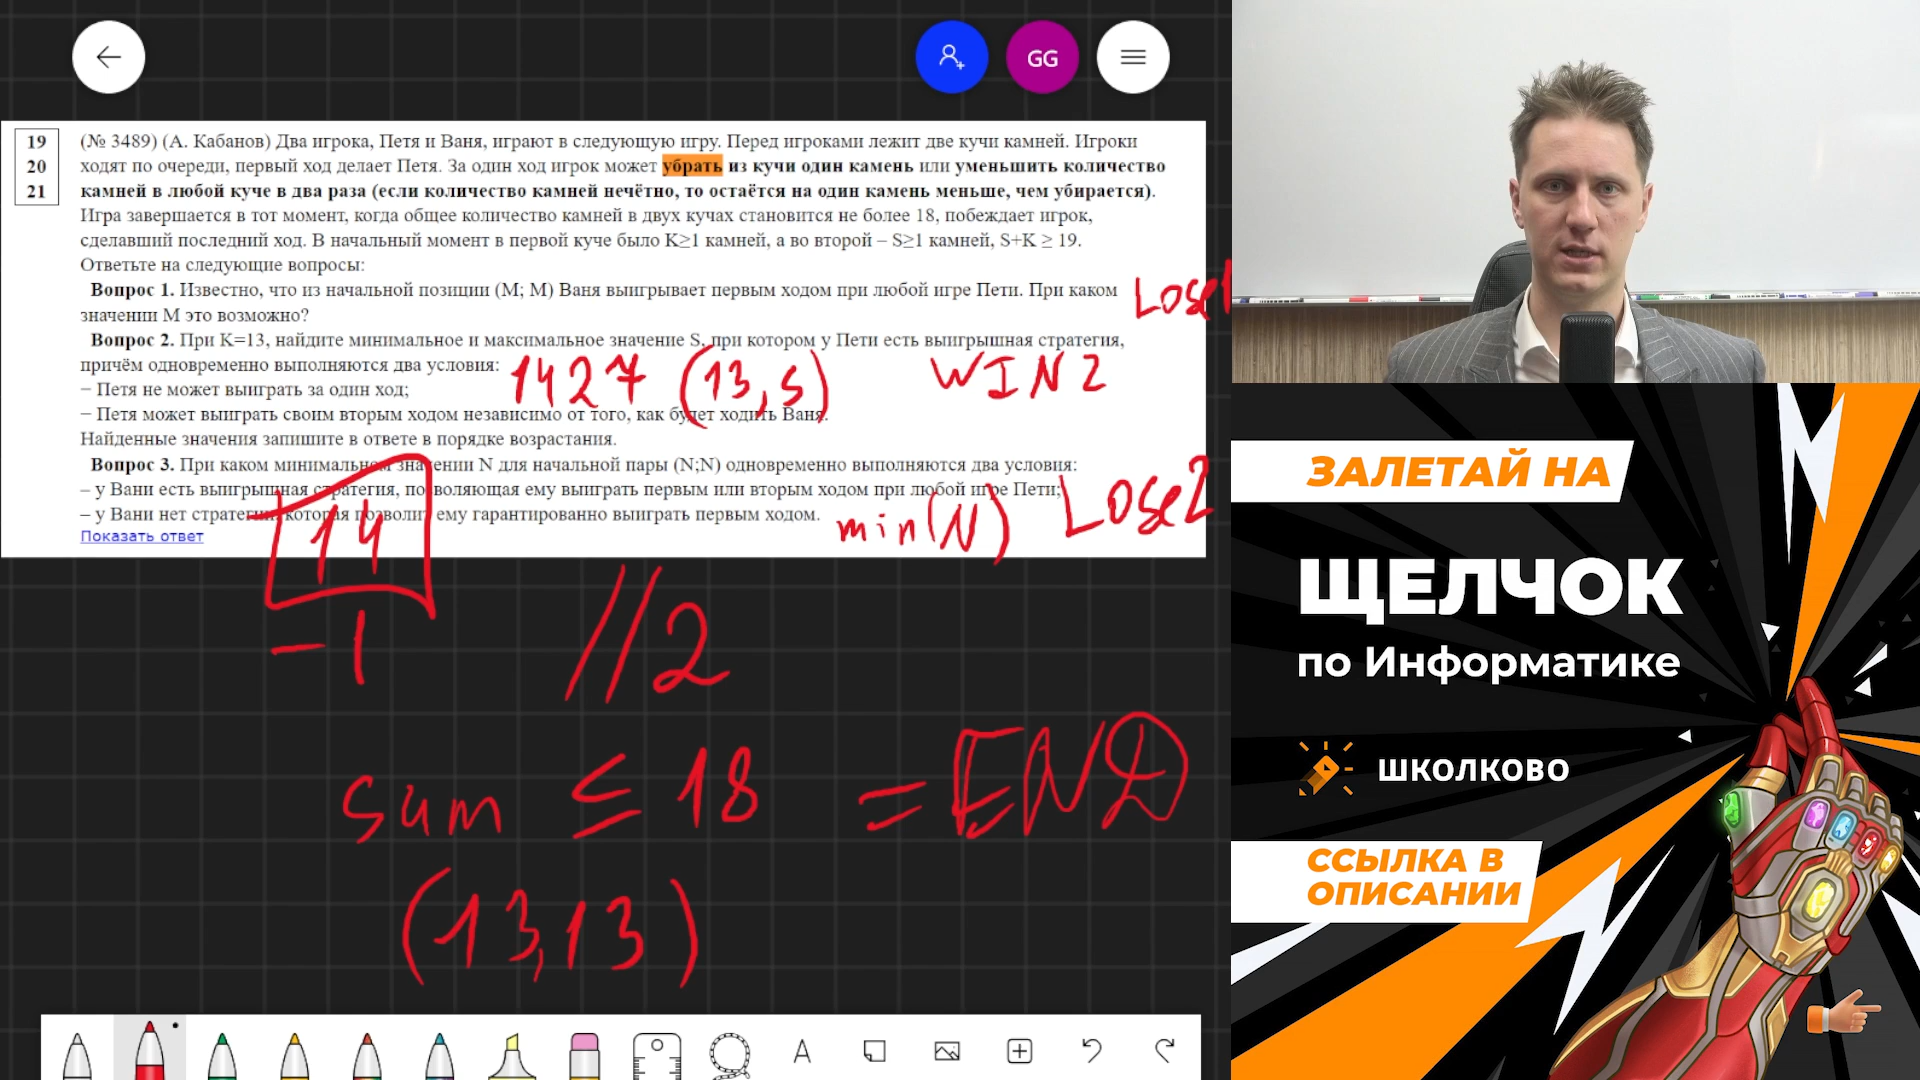 GG
19
20
21
(№ 3489) (А. Кабанов) Два игрока, Петя и Ваня, играют в следующую игру. Перед игроками лежит две кучи камней. Игроки
ходят по очереди, первый ход делает Петя. За один ход игрок может убрать из кучи один камень или уменьшить количество
камней в любой куче в два раза (если количество камней нечётно, то остаётся на один камень меньше, чем убирается).
Игра завершается в тот момент, когда общее количество камней в двух кучах становится не более 18, побеждает игрок,
сделавший последний ход. В начальный момент в первой куче было K≥1 камней, а во второй – S≥1 камней, S+K ≥ 19.
Ответьте на следующие вопросы:
Вопрос 1. Известно, что из начальной позиции (M; M) Ваня выигрывает первым ходом при любой игре Пети. При каком
значении M это возможно?
Lose1
Вопрос 2. При K=13, найдите минимальное и максимальное значение S, при котором у Пети есть выигрышная стратегия,
причём одновременно выполняются два условия:
1427 (13, S) WIN2
− Петя не может выиграть за один ход;
− Петя может выиграть своим вторым ходом независимо от того, как будет ходить Ваня.
Найденные значения запишите в ответе в порядке возрастания.
Вопрос 3. При каком минимальном значении N для начальной пары (N;N) одновременно выполняются два условия:
– у Вани есть выигрышная стратегия, позволяющая ему выиграть первым или вторым ходом при любой игре Пети;
– у Вани нет стратегии, которая позволит ему гарантированно выиграть первым ходом.
min(N) Lose2
Показать ответ
14
-1 //2
sum ≤ 18 = END
(13,13)
A
ЗАЛЕТАЙ НА
ЩЕЛЧОК
по Информатике
ШКОЛКОВО
ССЫЛКА В
ОПИСАНИИ